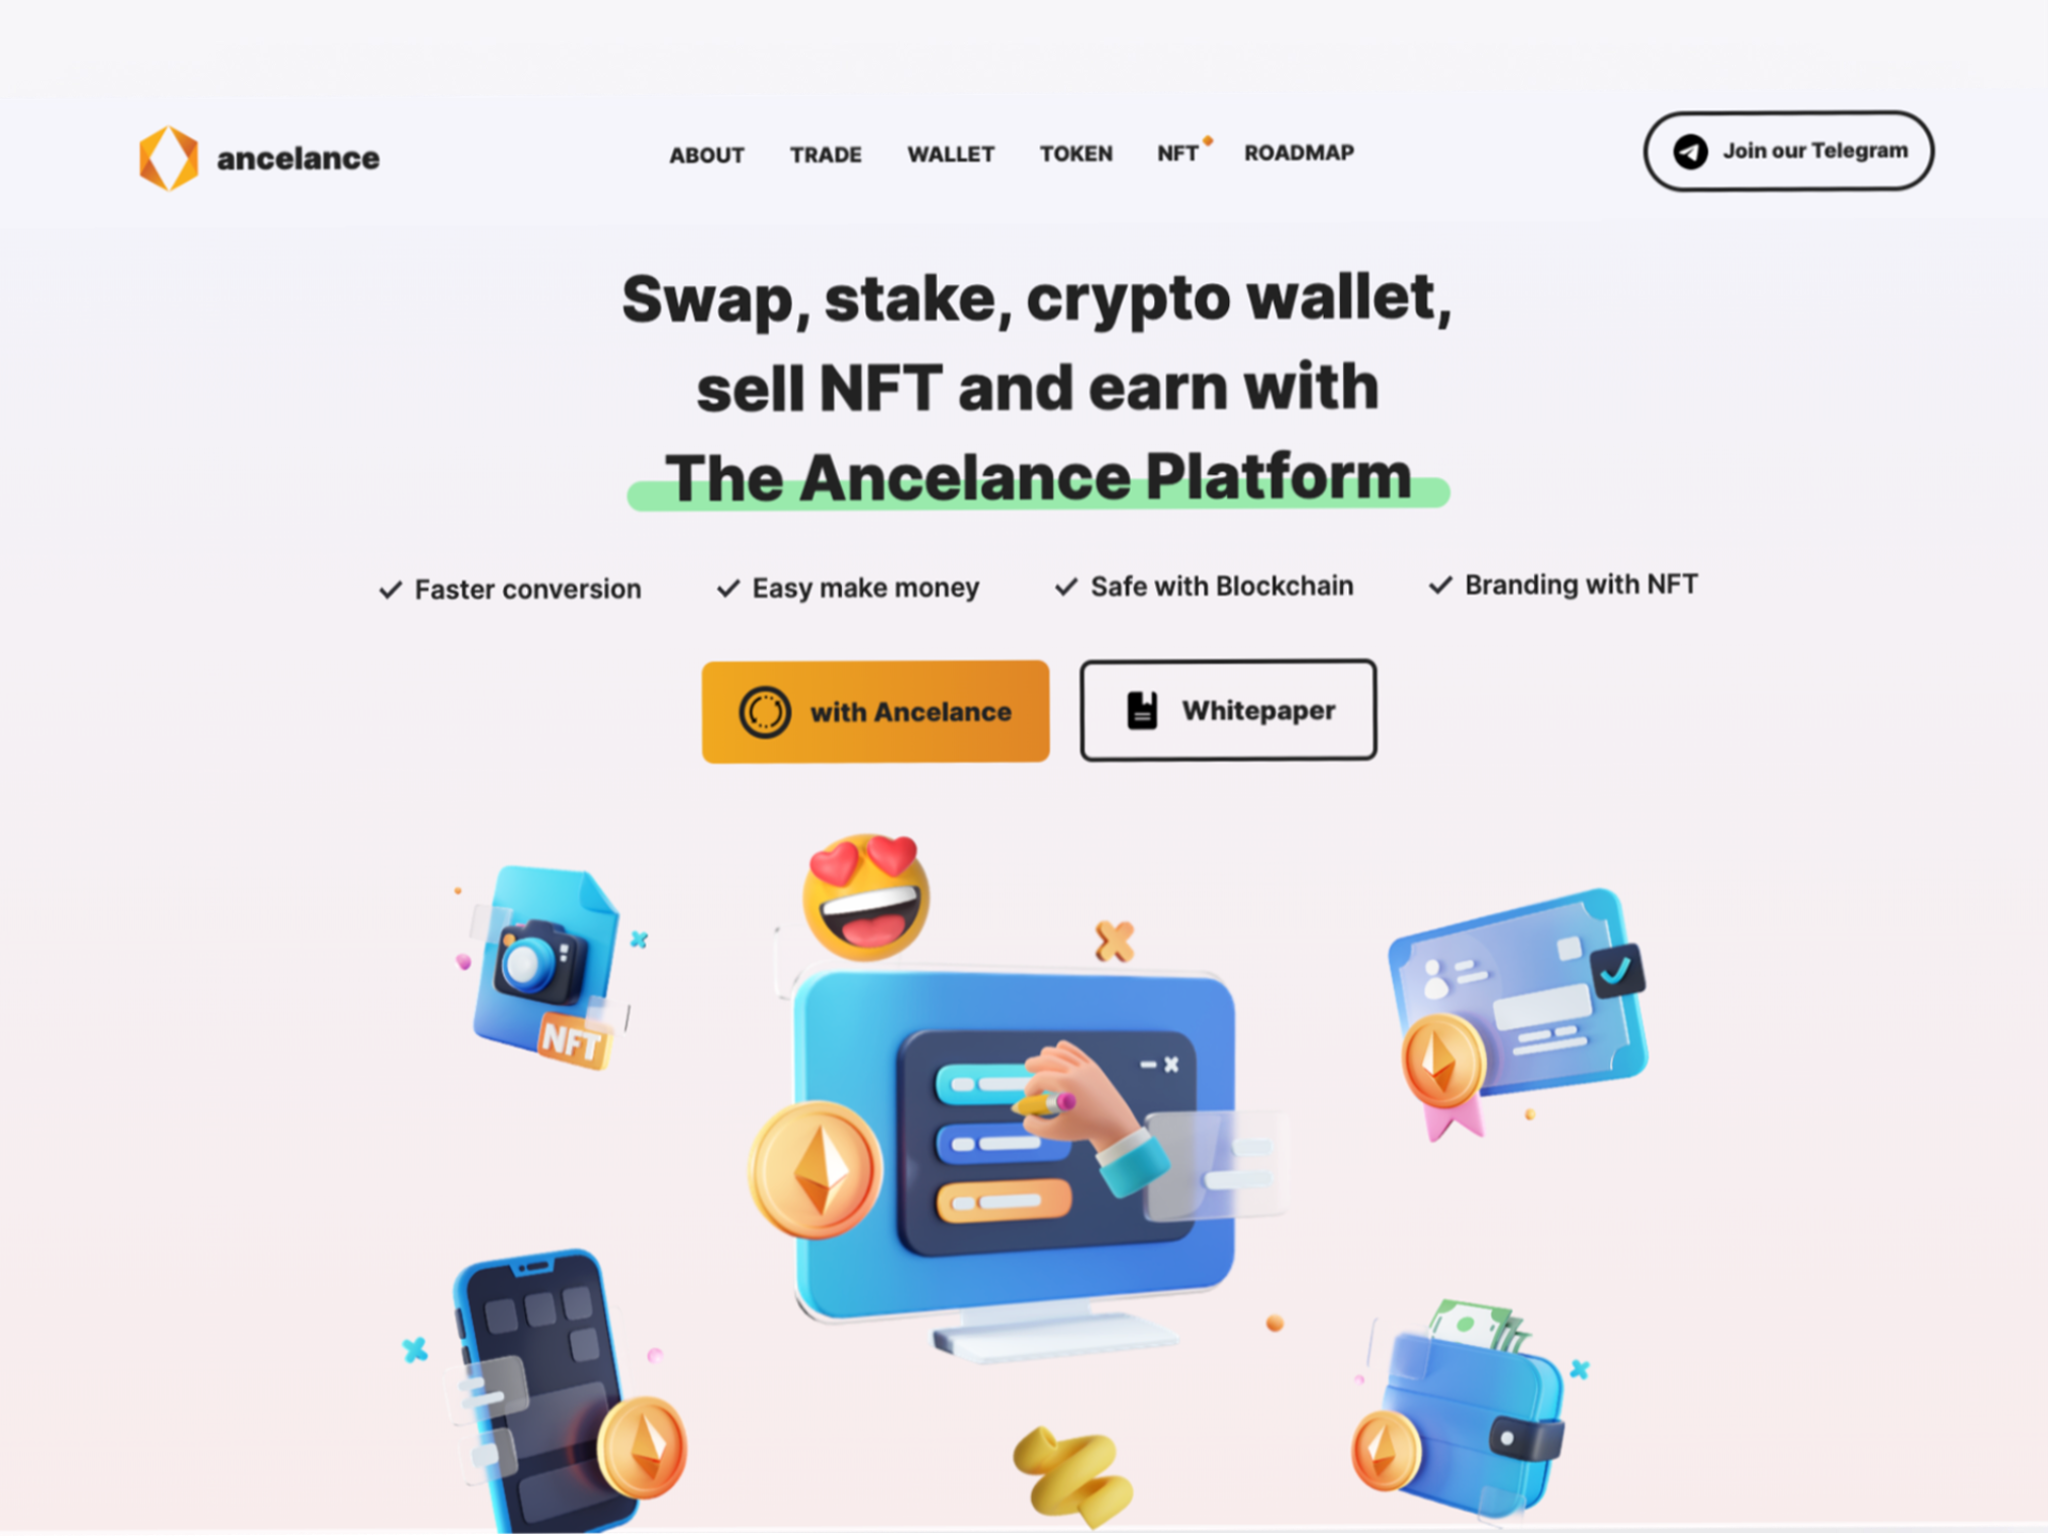 ancelance
ABOUT TRADE WALLET TOKEN NFT ROADMAP
Join our Telegram
Swap, stake, crypto wallet,
sell NFT and earn with
The Ancelance Platform
Faster conversion
Easy make money
Safe with Blockchain
Branding with NFT
with Ancelance
Whitepaper
NFT